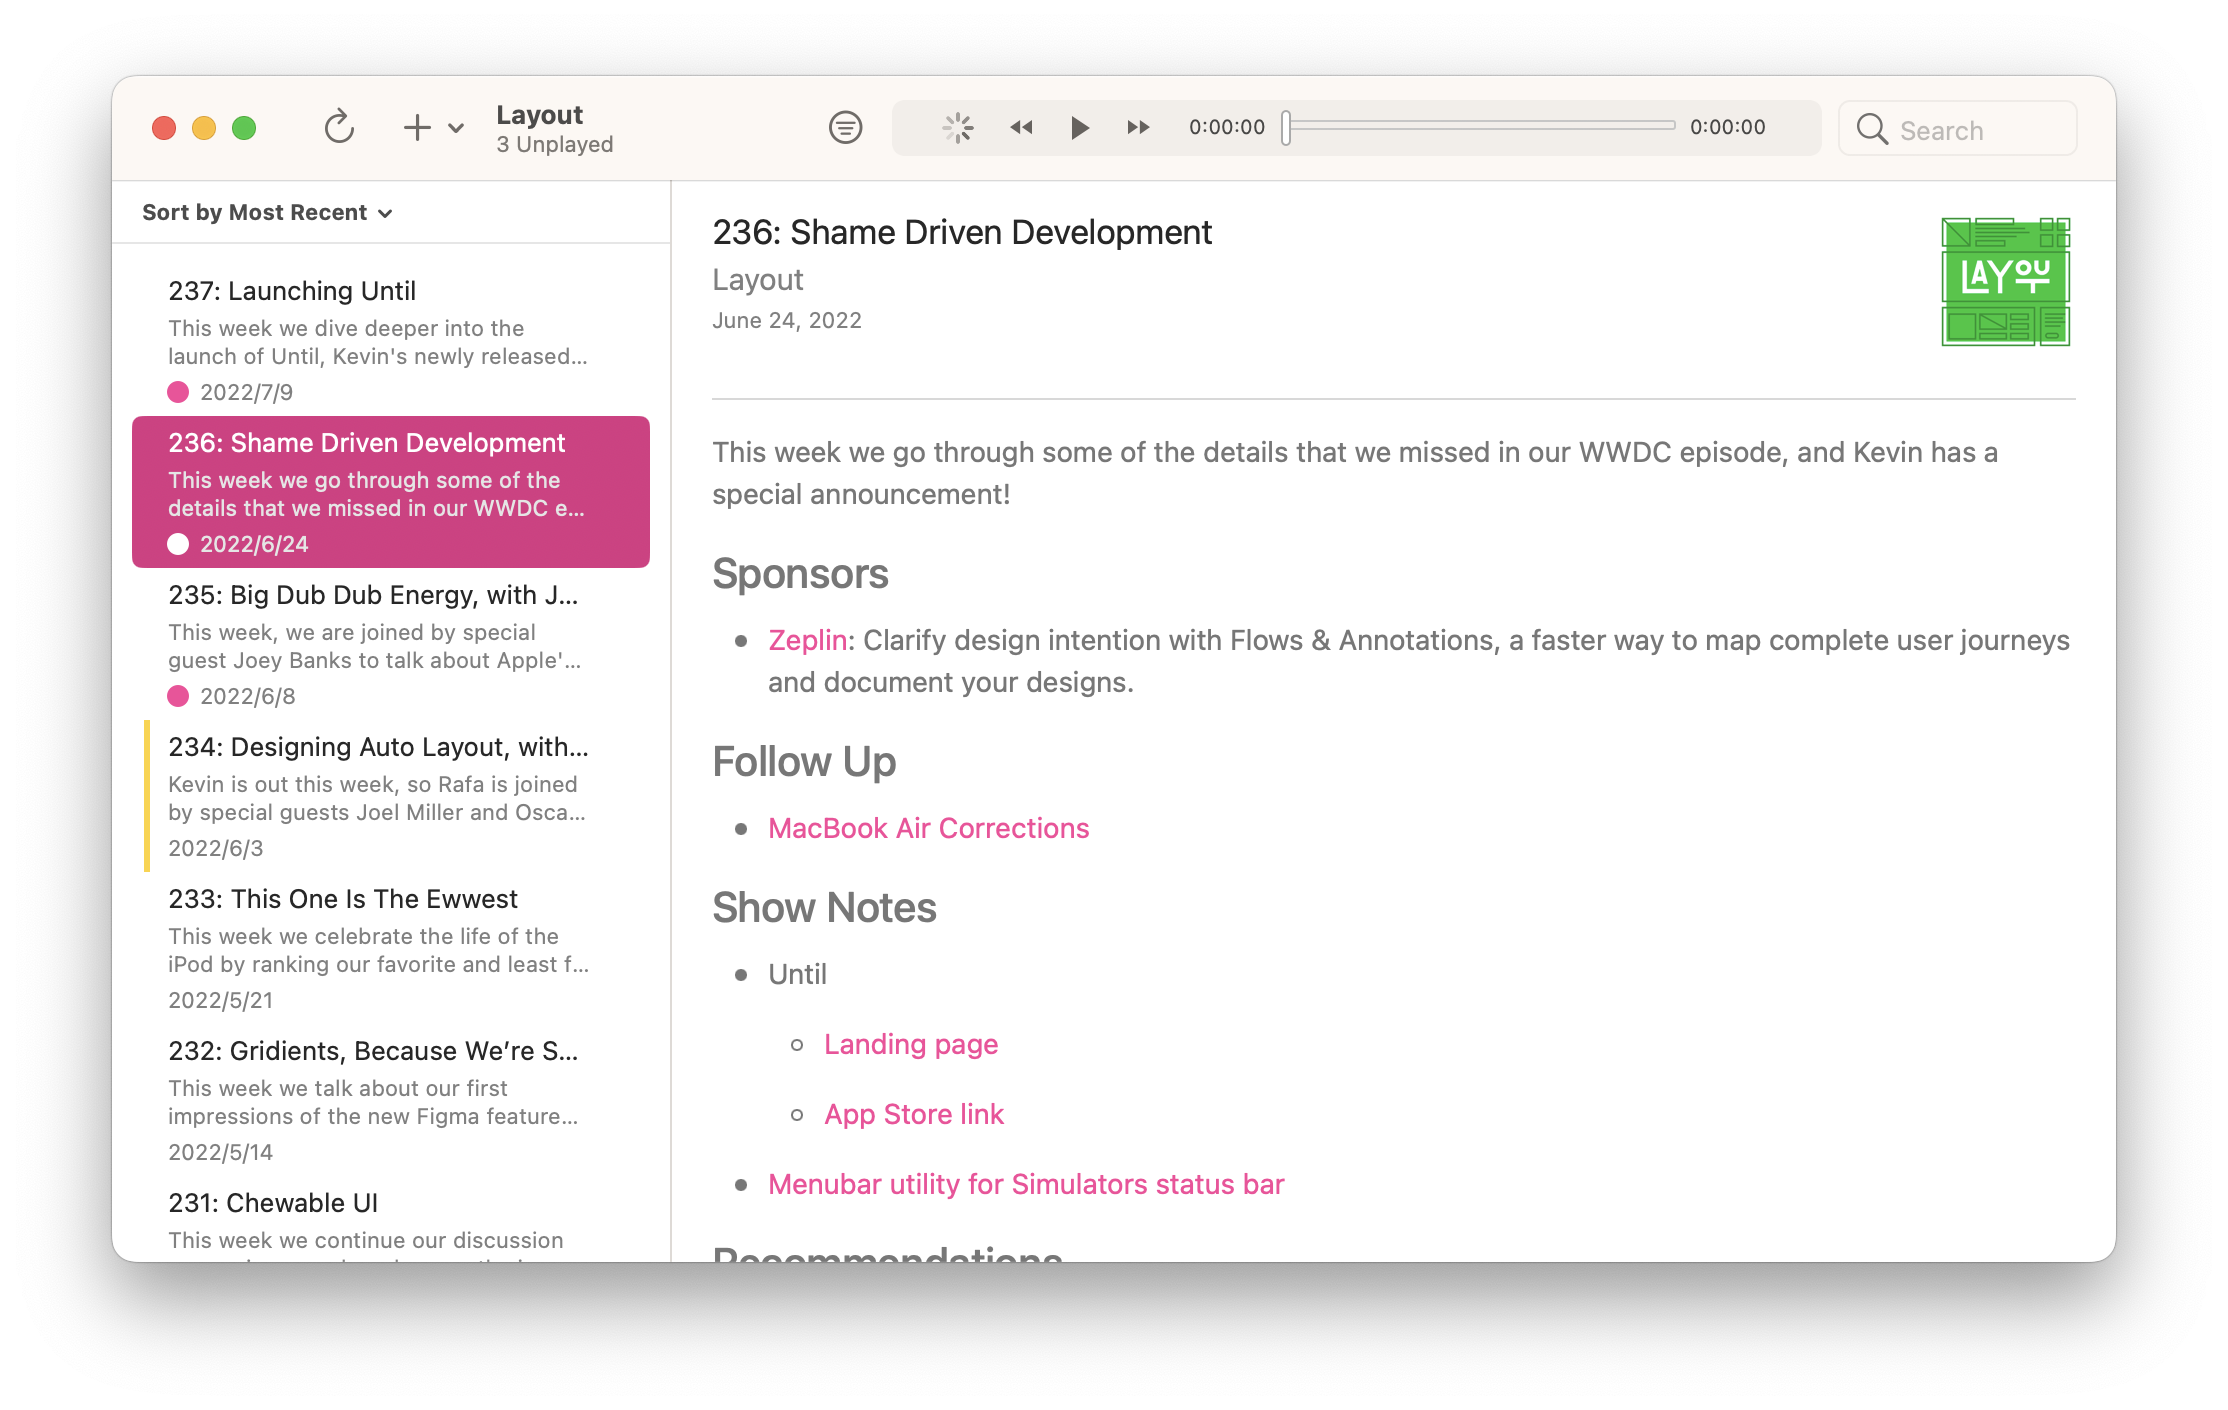 Layout
3 Unplayed
0:00:00
0:00:00
Search
Sort by Most Recent
237: Launching Until
This week we dive deeper into the
launch of Until, Kevin's newly released...
2022/7/9
236: Shame Driven Development
This week we go through some of the
details that we missed in our WWDC e...
2022/6/24
235: Big Dub Dub Energy, with J...
This week, we are joined by special
guest Joey Banks to talk about Apple'...
2022/6/8
234: Designing Auto Layout, with...
Kevin is out this week, so Rafa is joined
by special guests Joel Miller and Osca...
2022/6/3
233: This One Is The Ewwest
This week we celebrate the life of the
iPod by ranking our favorite and least f...
2022/5/21
232: Gridients, Because We’re S...
This week we talk about our first
impressions of the new Figma feature...
2022/5/14
231: Chewable UI
This week we continue our discussion
236: Shame Driven Development
Layout
June 24, 2022
LAYOUT
This week we go through some of the details that we missed in our WWDC episode, and Kevin has a
special announcement!
Sponsors
Zeplin: Clarify design intention with Flows & Annotations, a faster way to map complete user journeys
and document your designs.
Follow Up
MacBook Air Corrections
Show Notes
Until
Landing page
App Store link
Menubar utility for Simulators status bar
Recommendations